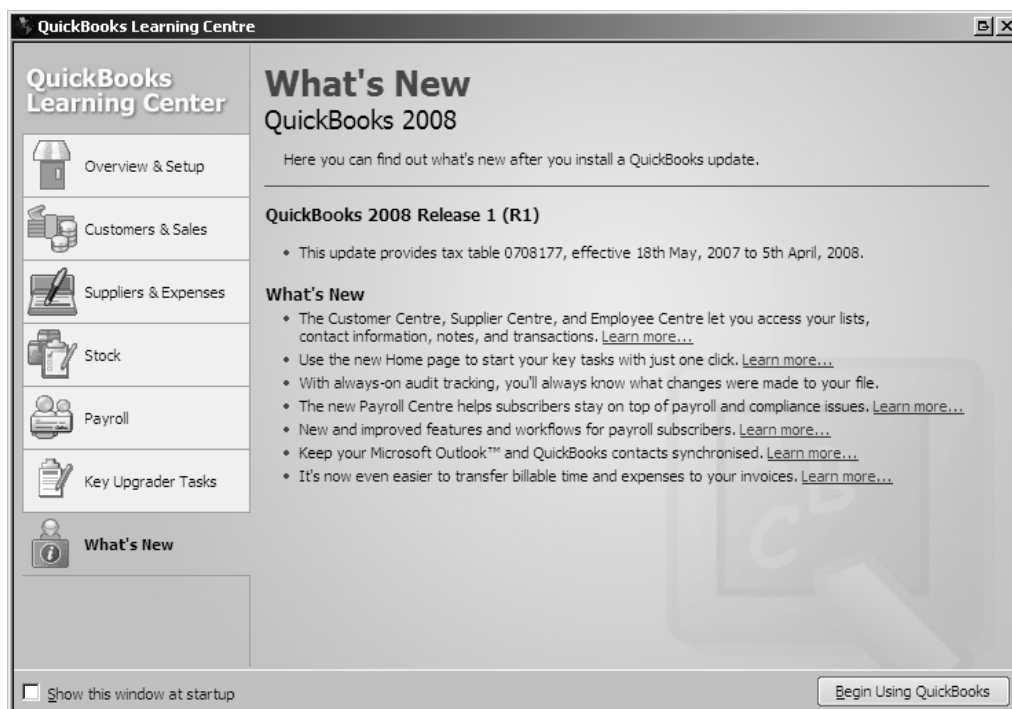 QuickBooks Learning Centre
QuickBooks
Learning Center
Overview & Setup
Customers & Sales
Suppliers & Expenses
Stock
Payroll
Key Upgrader Tasks
What's New
What's New
QuickBooks 2008
Here you can find out what's new after you install a QuickBooks update.
QuickBooks 2008 Release 1 (R1)
• This update provides tax table 0708177, effective 18th May, 2007 to 5th April, 2008.
What's New
• The Customer Centre, Supplier Centre, and Employee Centre let you access your lists,
contact information, notes, and transactions. Learn more...
• Use the new Home page to start your key tasks with just one click. Learn more...
• With always-on audit tracking, you'll always know what changes were made to your file.
• The new Payroll Centre helps subscribers stay on top of payroll and compliance issues. Learn more...
• New and improved features and workflows for payroll subscribers. Learn more...
• Keep your Microsoft Outlook™ and QuickBooks contacts synchronised. Learn more...
• It's now even easier to transfer billable time and expenses to your invoices. Learn more...
Show this window at startup
Begin Using QuickBooks